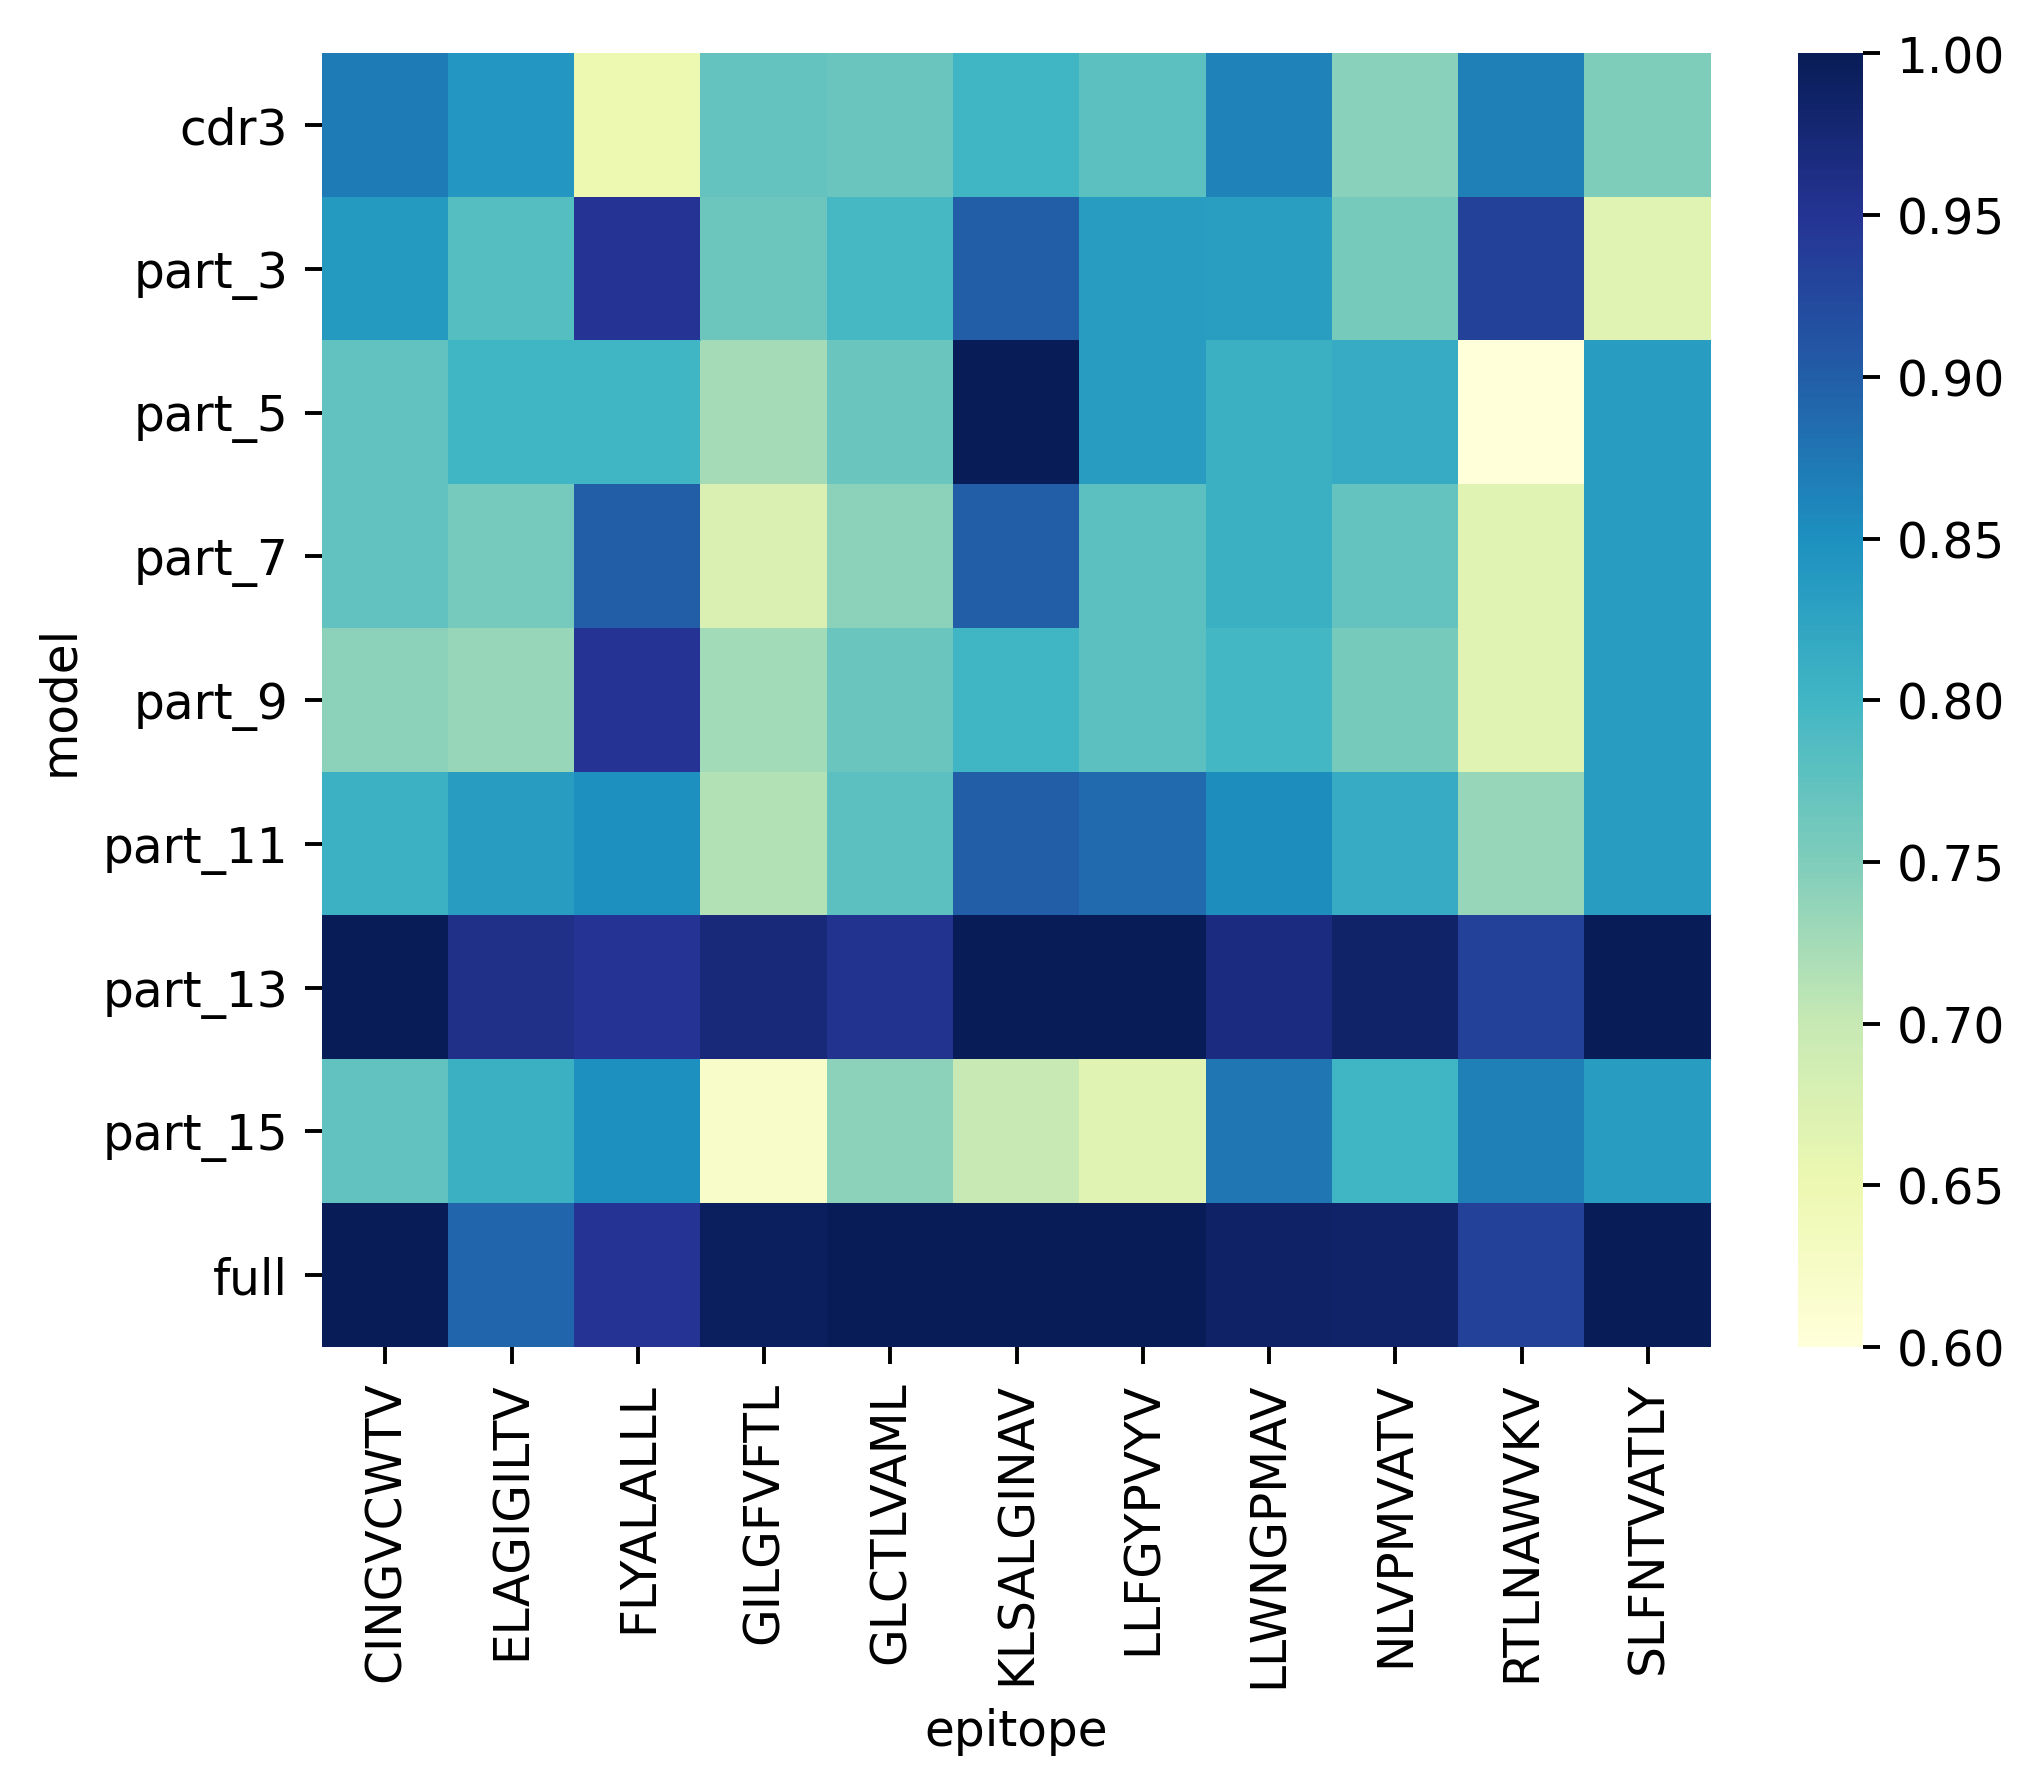 model
cdr3
part_3
part_5
part_7
part_9
part_11
part_13
part_15
full
CINGVCWTV
ELAGIGILTV
FLYALALLL
GILGFVFTL
GLCTLVAML
KLSALGINAV
LLFGYPVYV
LLWNGPMAV
NLVPMVATV
RTLNAWVKV
SLFNTVATLY
epitope
1.00
0.95
0.90
0.85
0.80
0.75
0.70
0.65
0.60